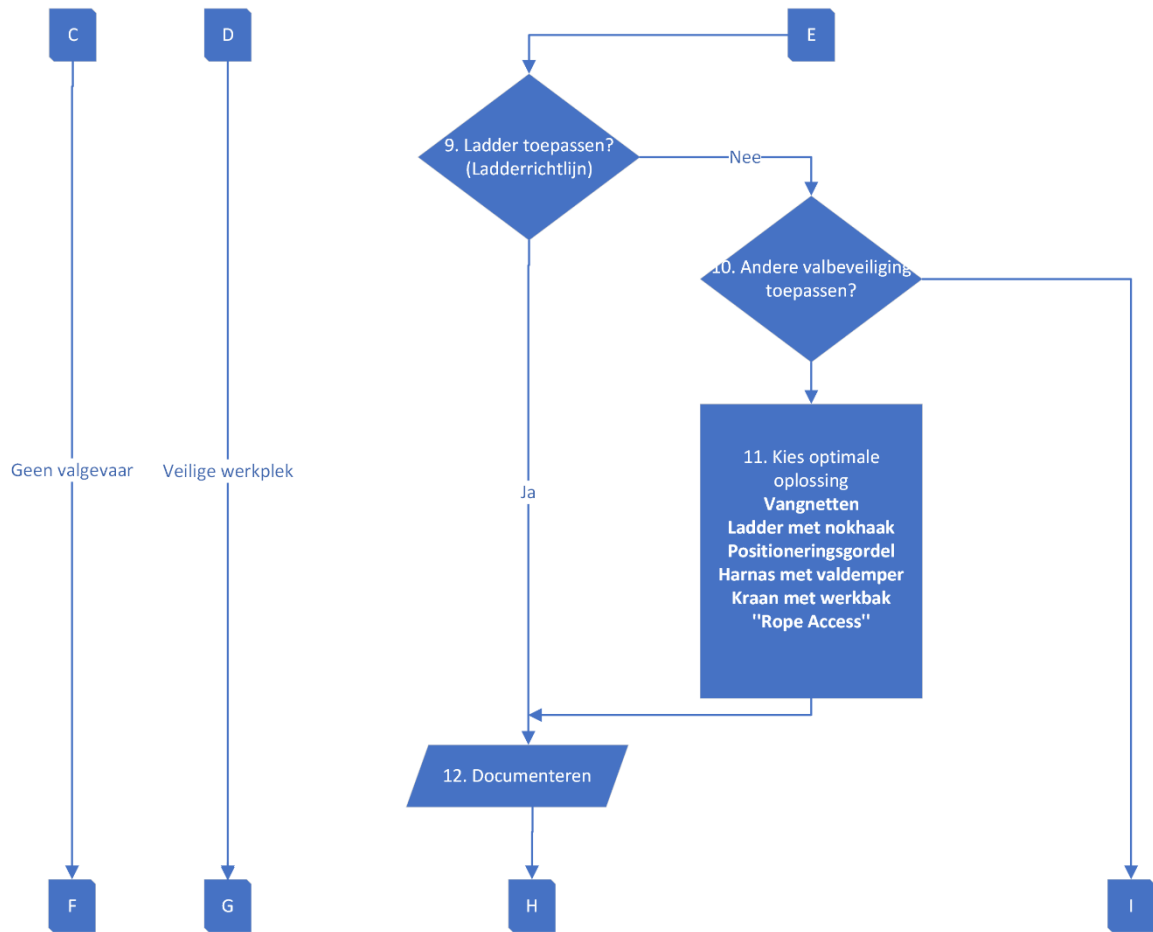 C
D
E
9. Ladder toepassen?
(Ladderrichtlijn)
Nee
10. Andere valbeveiliging
toepassen?
Geen valgevaar
Veilige werkplek
Ja
11. Kies optimale
oplossing
Vangnetten
Ladder met nokhaak
Positioneringsgordel
Harnas met valdemper
Kraan met werkbak
"Rope Access"
12. Documenteren
F
G
H
I